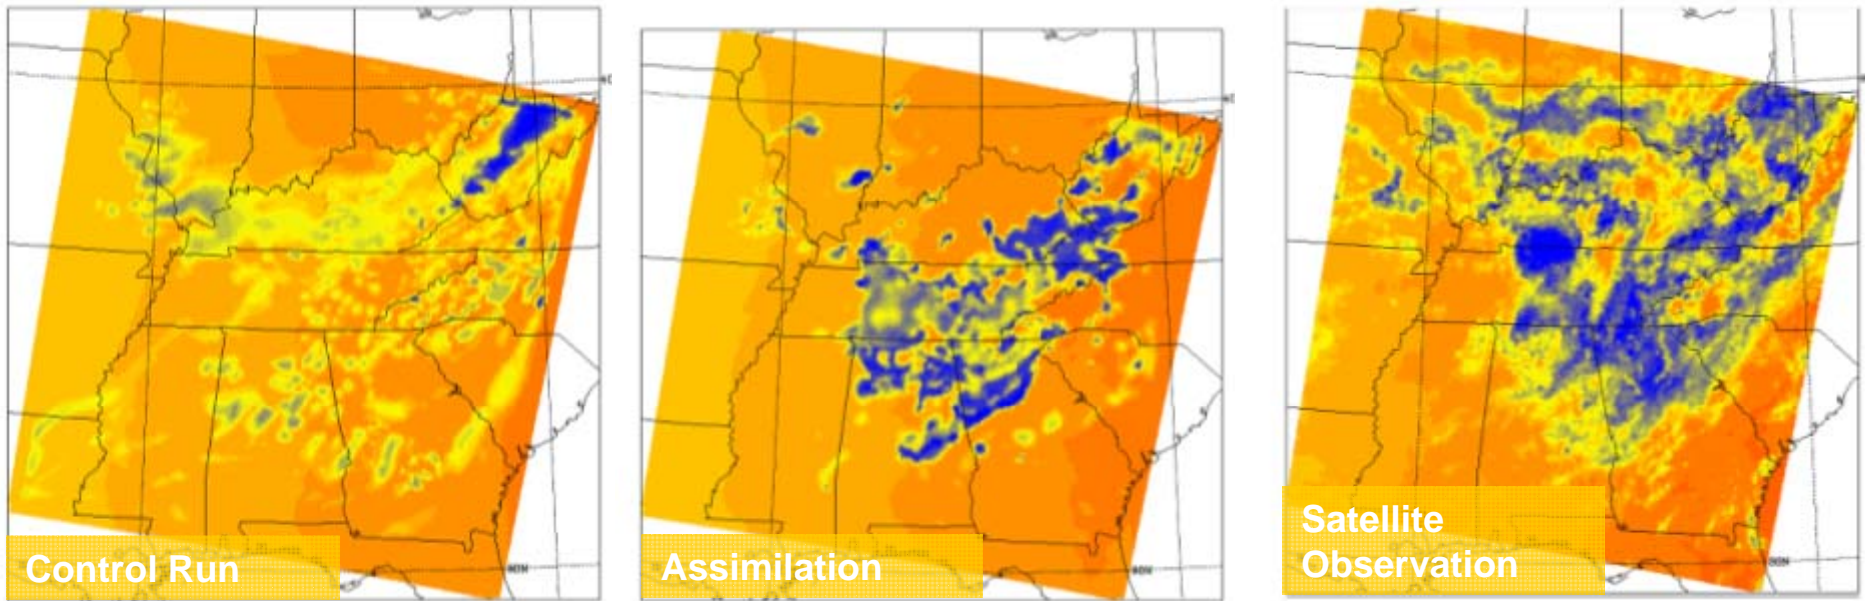 Control Run
Assimilation
Satellite
Observation